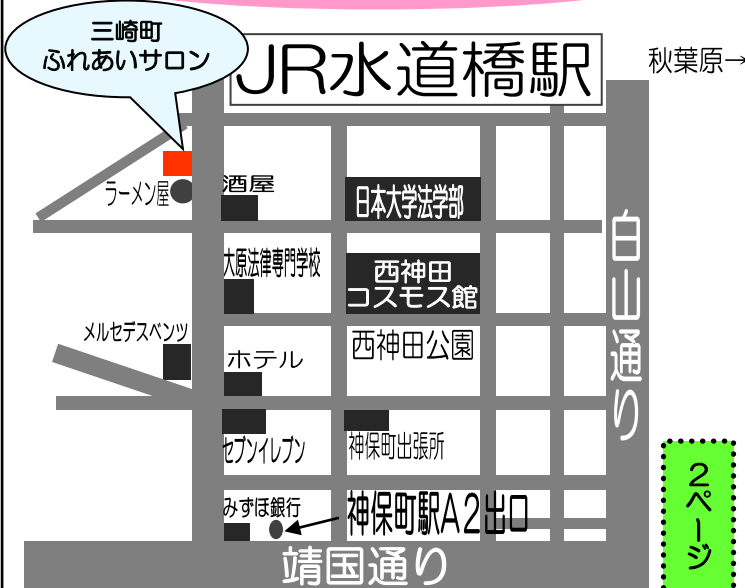 三崎町
ふれあいサロン
JR水道橋駅
秋葉原→
ラーメン屋
酒屋
日本大学法学部
大原法律専門学校
西神田
コスモス館
白山通り
メルセデスベンツ
ホテル
西神田公園
セブンイレブン
神保町出張所
みずほ銀行
神保町駅A2出口
靖国通り
2ページ